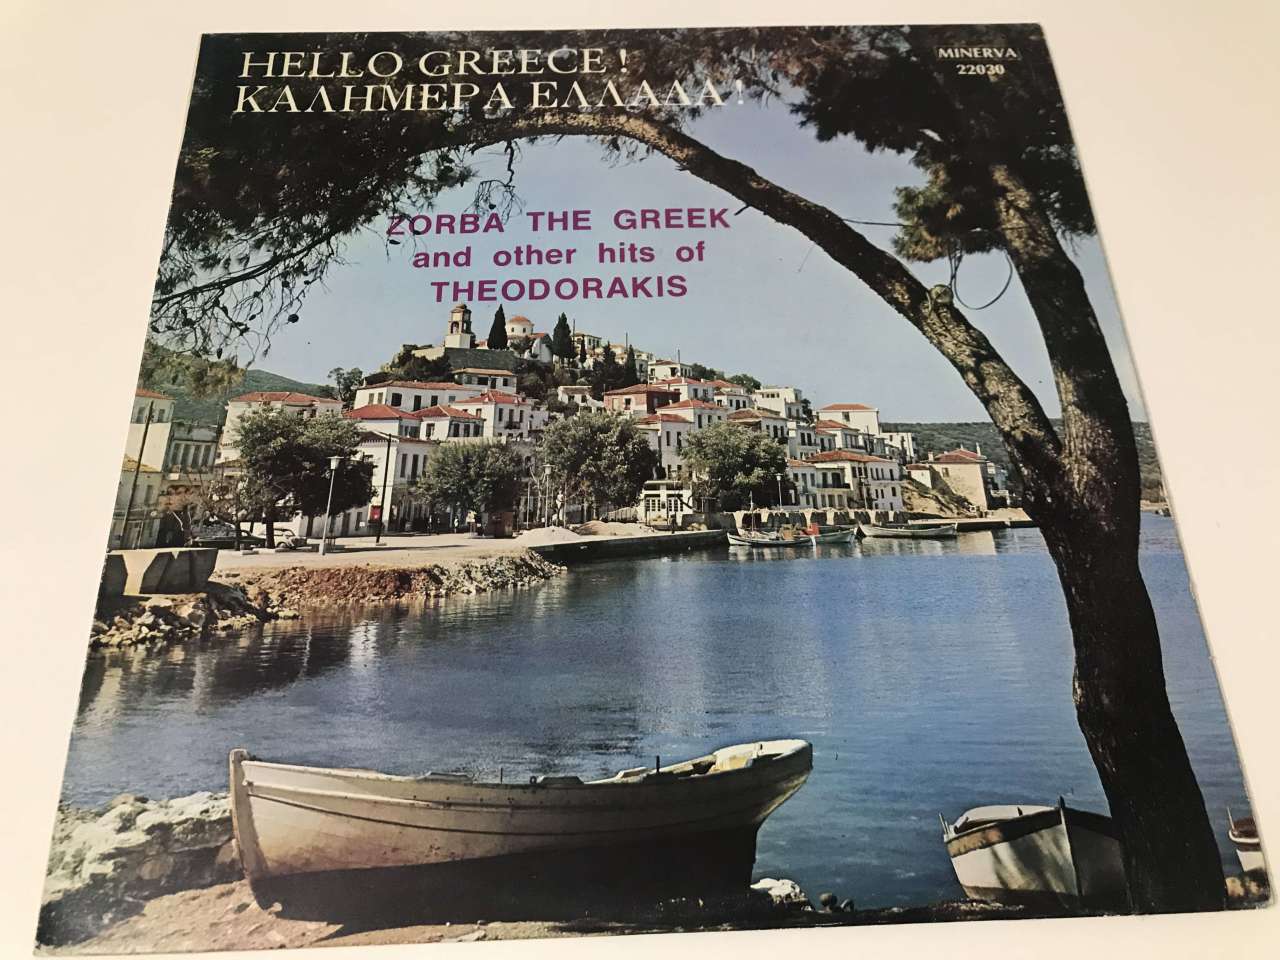 HELLO GREECE!
ΚΑΛΗΜΕΡΑ ΕΛΛΑΔΑ!
MINERVA
22030
ZORBA THE GREEK
and other hits of
THEODORAKIS